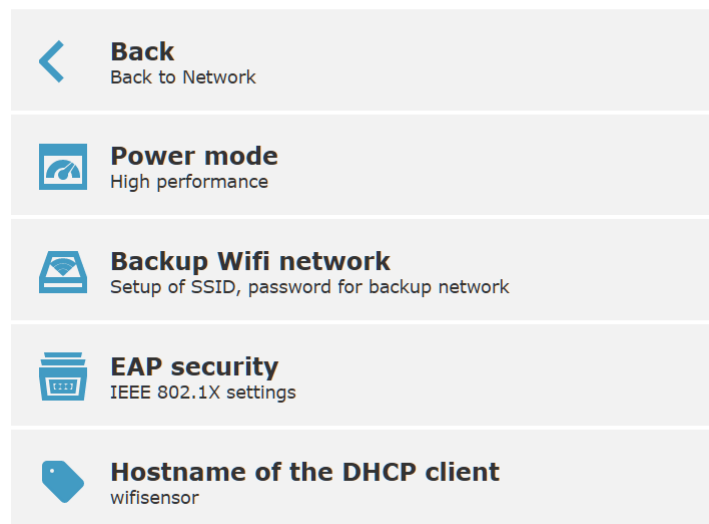 Back
Back to Network
Power mode
High performance
Backup Wifi network
Setup of SSID, password for backup network
EAP security
IEEE 802.1X settings
Hostname of the DHCP client
wifisensor